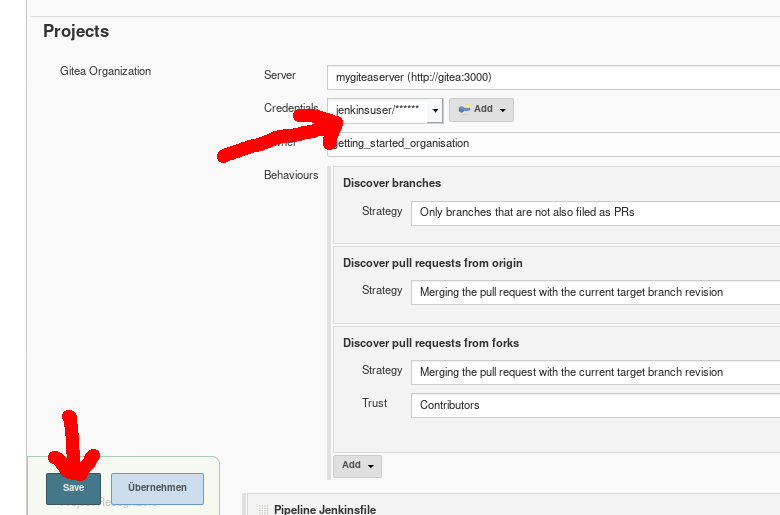 Projects
Gitea Organization
Server
mygiteaserver (http://gitea:3000)
Credentials
jenkinsuser/******
Add
getting_started_organisation
Behaviours
Discover branches
Strategy
Only branches that are not also filed as PRs
Discover pull requests from origin
Strategy
Merging the pull request with the current target branch revision
Discover pull requests from forks
Strategy
Merging the pull request with the current target branch revision
Trust
Contributors
Add
Save
Übernehmen
Pipeline Jenkinsfile